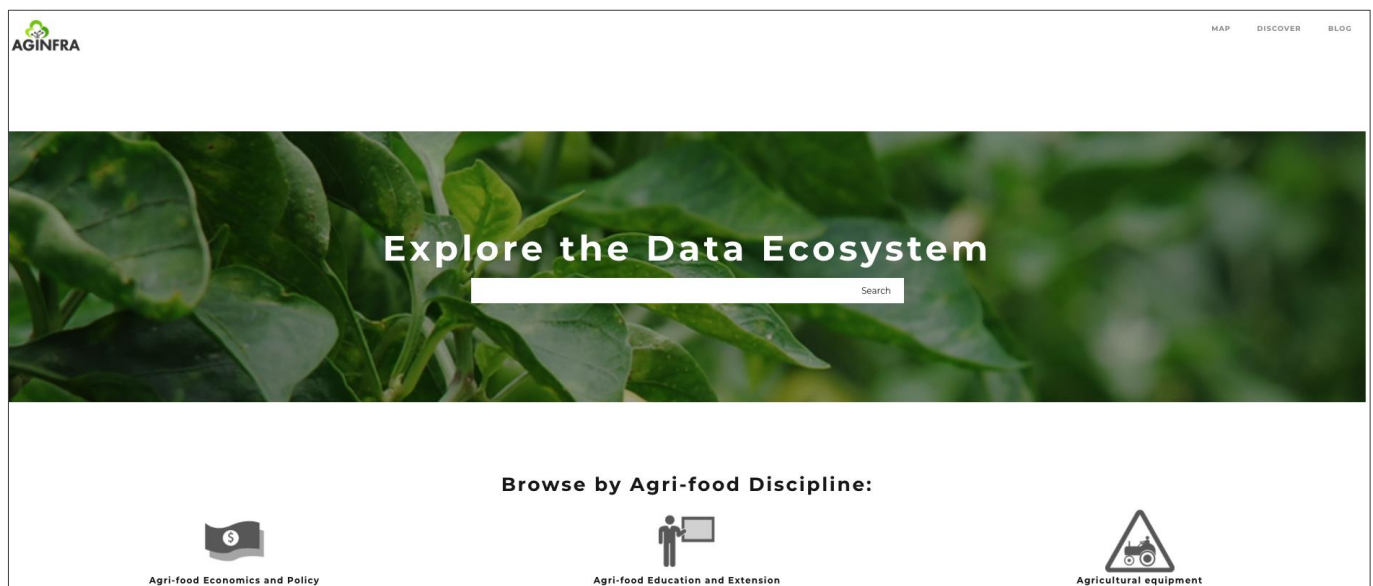 AGINFRA
MAP DISCOVER BLOG
Explore the Data Ecosystem
Search
Browse by Agri-food Discipline:
$
Agri-food Economics and Policy
Agri-food Education and Extension
Agricultural equipment